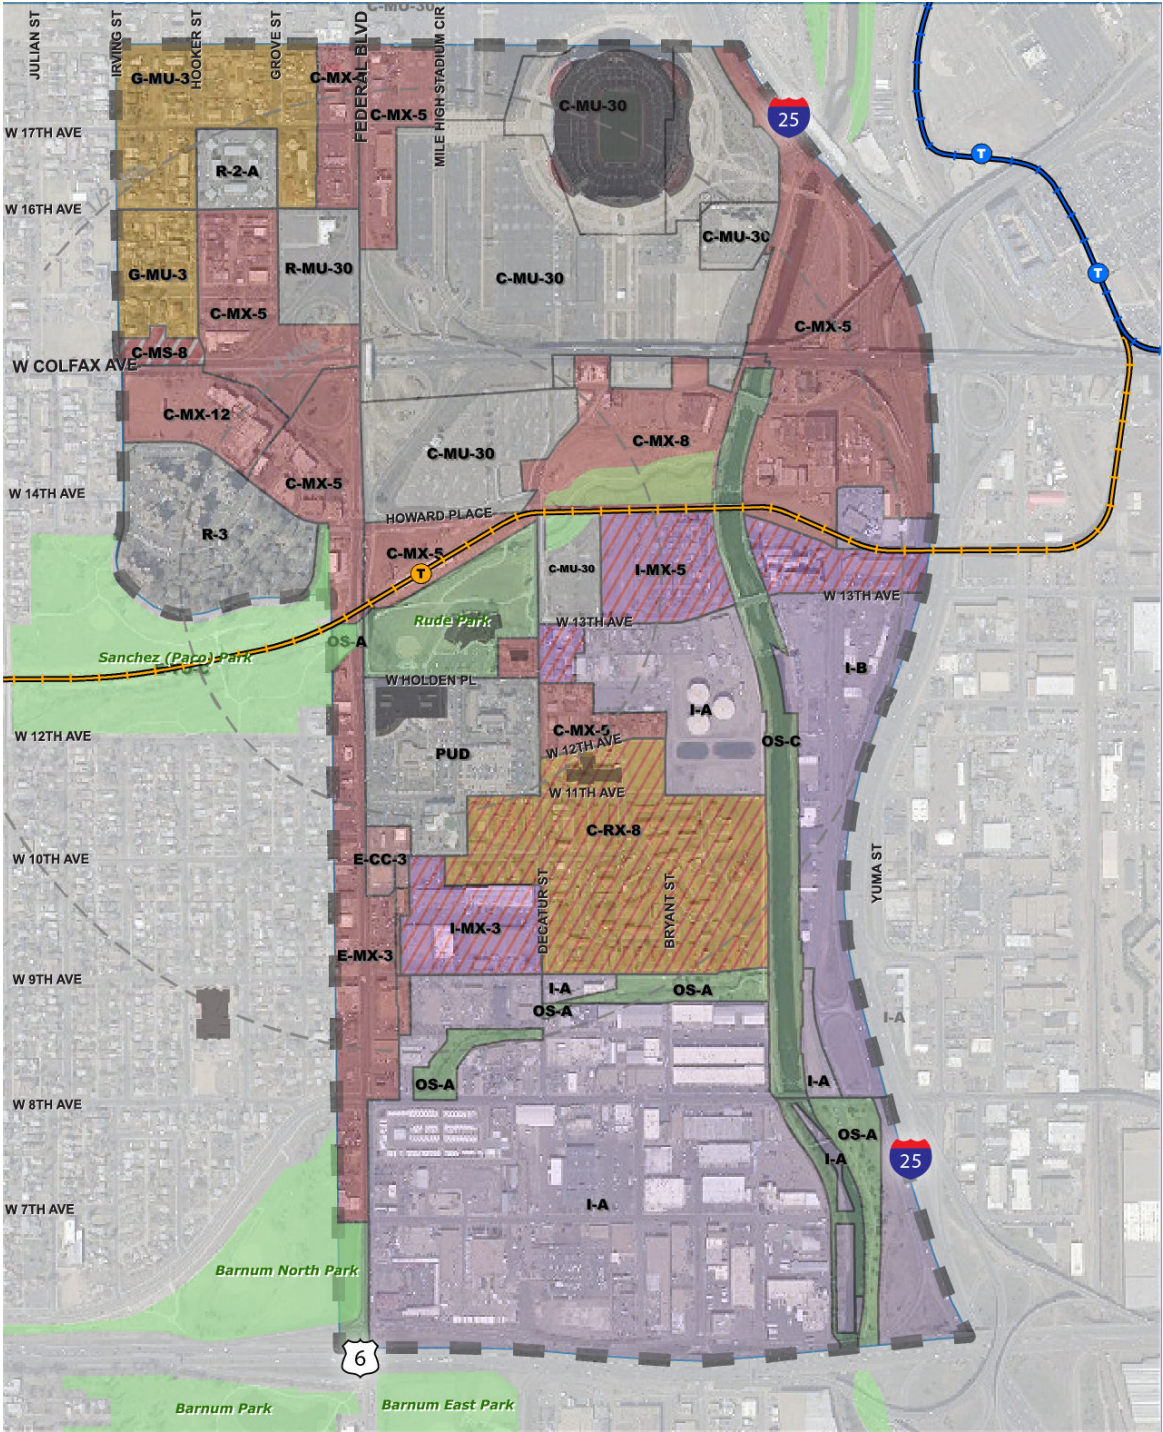 C-MU-30
JULIAN ST
IRVING ST
HOOKER ST
GROVE ST
FEDERAL BLVD
MILE HIGH STADIUM CIR
G-MU-3
C-MX-
C-MX-5
C-MU-30
25
W 17TH AVE
T
R-2-A
W 16TH AVE
C-MU-30
R-MU-30
G-MU-3
C-MU-30
T
C-MX-5
C-MX-5
C-MS-8
W COLFAX AVE
C-MX-12
C-MX-8
C-MU-30
C-MX-5
W 14TH AVE
HOWARD PLACE
R-3
C-MX-5
T
C-MU-30
I-MX-5
W 13TH AVE
Rude Park
W 13TH AVE
OS-A
Sanchez (Paco) Park
I-B
W HOLDEN PL
I-A
C-MX-5
W 12TH AVE
W 12TH AVE
OS-C
PUD
W 11TH AVE
C-RX-8
W 10TH AVE
E-CC-3
YUMA ST
DECATUR ST
BRYANT ST
I-MX-3
E-MX-3
W 9TH AVE
I-A
OS-A
OS-A
I-A
OS-A
I-A
W 8TH AVE
OS-A
I-A
25
I-A
W 7TH AVE
Barnum North Park
6
Barnum Park
Barnum East Park